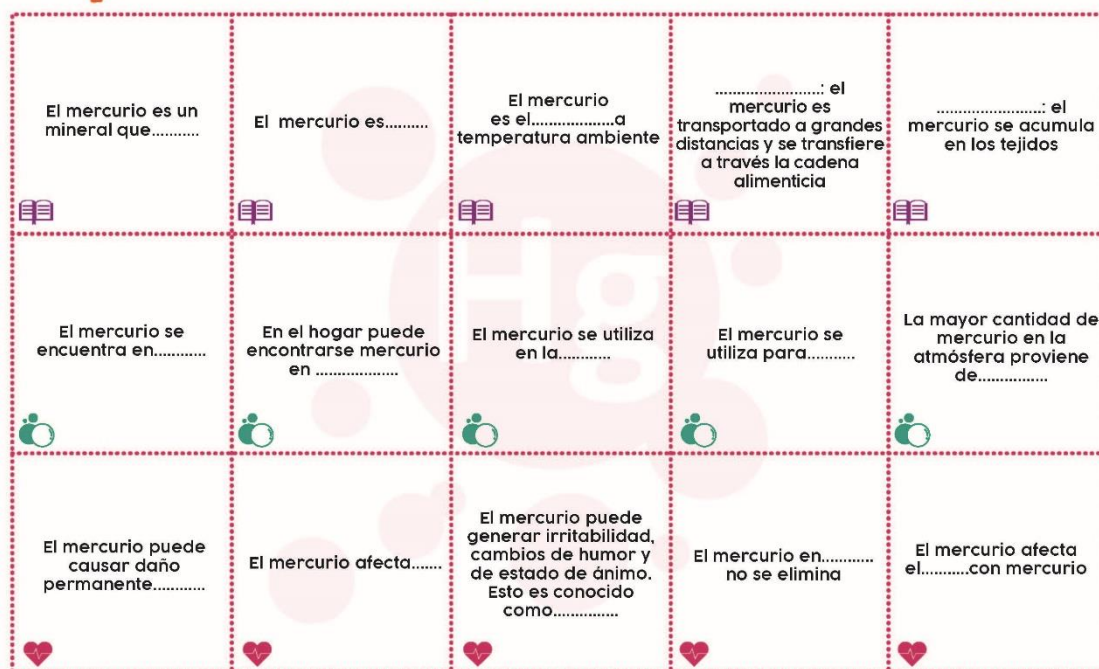 El mercurio es un
mineral que...........
El mercurio es..........
El mercurio
es el..................a
temperatura ambiente
.......................: el
mercurio es
transportado a grandes
distancias y se transfiere
a través la cadena
alimenticia
.......................: el
mercurio se acumula
en los tejidos
El mercurio se
encuentra en............
En el hogar puede
encontrarse mercurio
en ...................
El mercurio se utiliza
en la............
El mercurio se
utiliza para...........
La mayor cantidad de
mercurio en la
atmósfera proviene
de................
Hg
El mercurio puede
causar daño
permanente............
El mercurio afecta.......
El mercurio puede
generar irritabilidad,
cambios de humor y
de estado de ánimo.
Esto es conocido
como...............
El mercurio en............
no se elimina
El mercurio afecta
el..........con mercurio